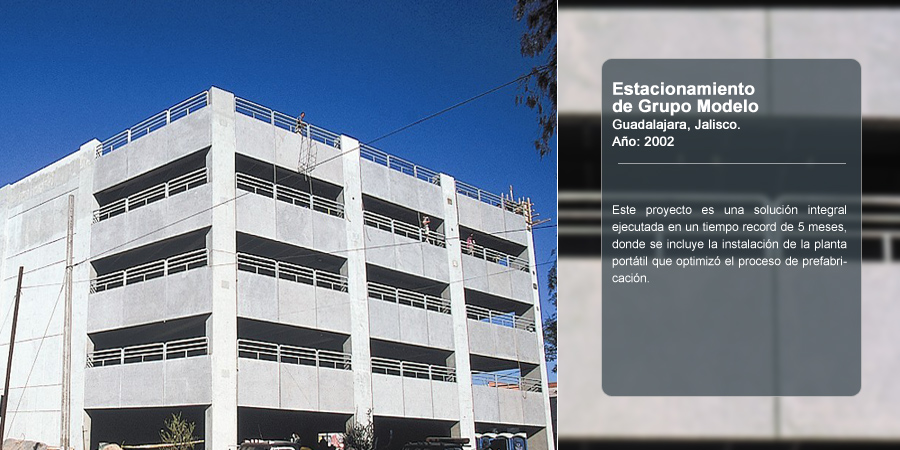 Estacionamiento
de Grupo Modelo
Guadalajara, Jalisco.
Año: 2002
Este proyecto es una solución integral
ejecutada en un tiempo record de 5 meses,
donde se incluye la instalación de la planta
portátil que optimizó el proceso de prefabri-
cación.